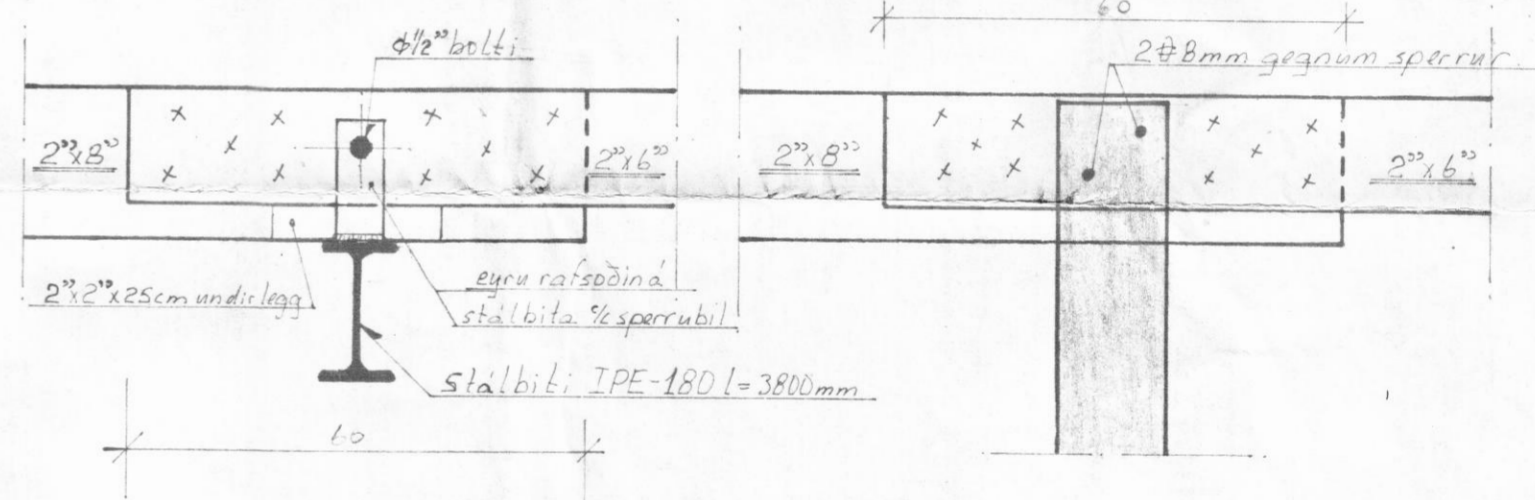 ϕ1/2" bolti
2"x8"
2"x6"
2"x2"x25cm undirlegg
eyru rafsoðin á
stálbita c/c sperrubil
Stálbiti IPE-180 l=3800mm
60
60
2ϕ8mm gegnum sperrur.
2"x8"
2"x6"